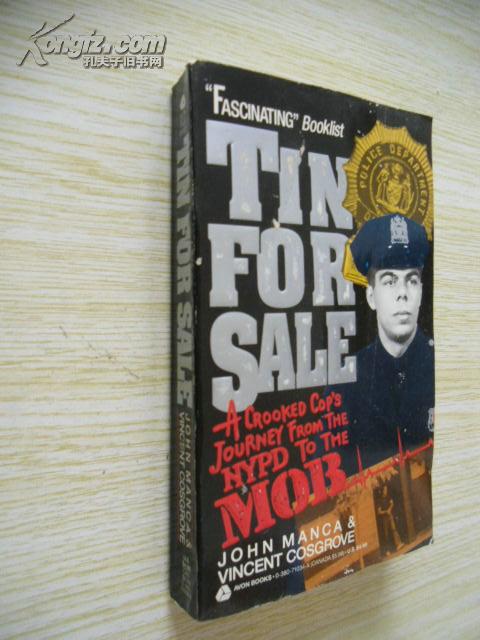 Kongfz.com
孔夫子旧书网
"FASCINATING" Booklist
TIN
FOR
SALE
POLICE DEPARTMENT
A CROOKED COP'S
JOURNEY FROM THE
NYPD TO THE
MOB
JOHN MANCA &
VINCENT COSGROVE
AVON BOOKS
TIN FOR SALE
JOHN MANCA &
VINCENT COSGROVE